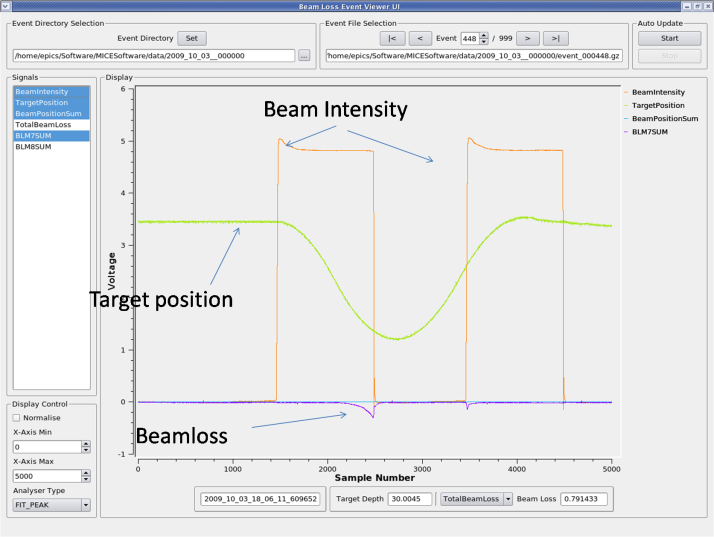 Beam Loss Event Viewer UI
Event Directory Selection
Event Directory Set
/home/epics/Software/MICESoftware/data/2009_10_03__000000 ...
Event File Selection
|< < Event 448 / 999 > >|
/home/epics/Software/MICESoftware/data/2009_10_03__000000/event_000448.gz
Auto Update
Start
Stop
Signals
BeamIntensity
TargetPosition
BeamPositionSum
TotalBeamLoss
BLM7SUM
BLM8SUM
Display Control
Normalise
X-Axis Min
0
X-Axis Max
5000
Analyser Type
FIT_PEAK
Display
6
5
4
3
1
0
-1
Voltage
Beam Intensity
Target position
Beamloss
0 1000 2000 3000 4000 5000
Sample Number
BeamIntensity
TargetPosition
BeamPositionSum
BLM7SUM
2009_10_03_18_06_11_609652 Target Depth 30.0045 TotalBeamLoss Beam Loss 0.791433